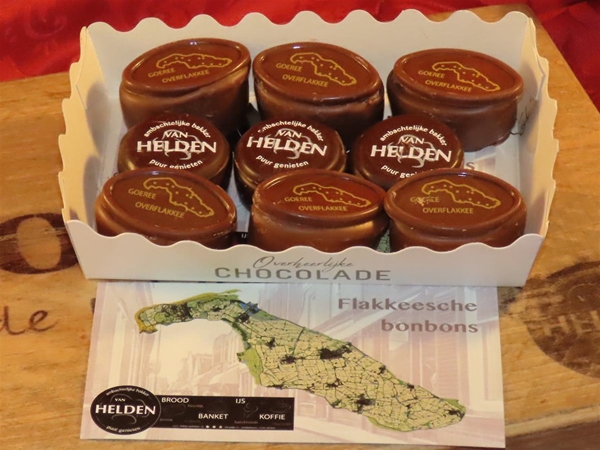 GOEREE
OVERFLAKKEE
GOEREE
OVERFLAKKEE
GOEREE
OVERFLAKKEE
ambachtelijke bakker
VAN
HELDEN
puur genieten
ambachtelijke bakker
VAN
HELDEN
puur genieten
ambachtelijke bakker
VAN
HELDEN
puur genieten
GOEREE
OVERFLAKKEE
GOEREE
OVERFLAKKEE
GOEREE
OVERFLAKKEE
Overheerlijke
CHOCOLADE
Flakkeesche
bonbons
ambachtelijke bakker
VAN
HELDEN
puur genieten
BROOD
IJS
BANKET
KOFFIE
de